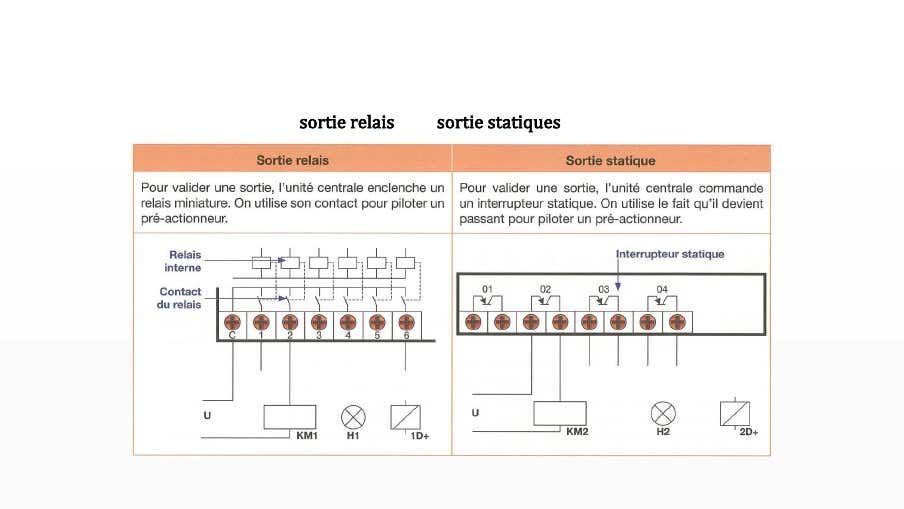 sortie relais sortie statiques
Sortie relais
Sortie statique
Pour valider une sortie, l'unité centrale enclenche un
relais miniature. On utilise son contact pour piloter un
pré-actionneur.
Pour valider une sortie, l'unité centrale commande
un interrupteur statique. On utilise le fait qu'il devient
passant pour piloter un pré-actionneur.
Relais
interne
Contact
du relais
C 1 2 3 4 5 6
U
KM1 H1 1D+
Interrupteur statique
01 02 03 04
U
KM2 H2 2D+